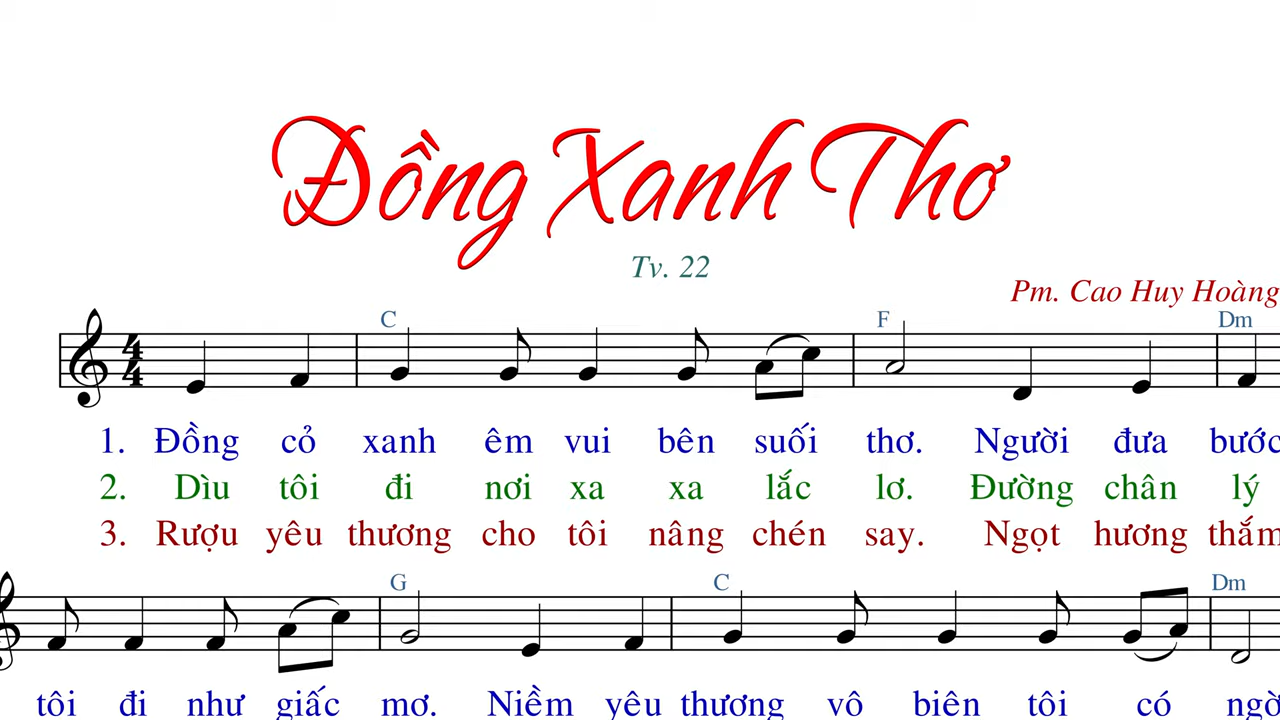 Đồng Xanh Thơ
Tv. 22
Pm. Cao Huy Hoàng
C F Dm
1. Đồng cỏ xanh êm vui bên suối thơ. Người đưa bước
2. Dìu tôi đi nơi xa xa lắc lơ. Đường chân lý
3. Rượu yêu thương cho tôi nâng chén say. Ngọt hương thắm
G C Dm
tôi đi như giấc mơ. Niềm yêu thương vô biên tôi có ngờ